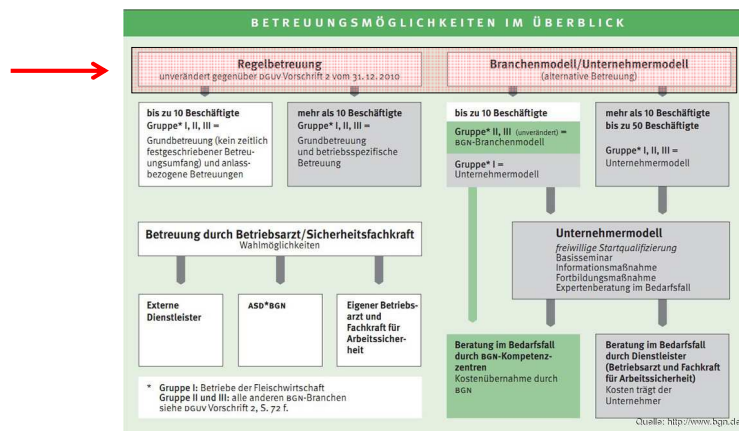 BETREUUNGSMÖGLICHKEITEN IM ÜBERBLICK
Regelbetreuung
unverändert gegenüber DGUV Vorschrift 2 vom 31.12.2010
Branchenmodell/Unternehmermodell
(alternative Betreuung)
bis zu 10 Beschäftigte
Gruppe* I, II, III =
Grundbetreuung (kein zeitlich
festgeschriebener Betreu-
ungsumfang) und anlass-
bezogene Betreuungen
mehr als 10 Beschäftigte
Gruppe* I, II, III =
Grundbetreuung
und betriebsspezifische
Betreuung
bis zu 10 Beschäftigte
Gruppe* II, III (unverändert) =
BGN-Branchenmodell
Gruppe* I =
Unternehmermodell
mehr als 10 Beschäftigte
bis zu 50 Beschäftigte
Gruppe* I, II, III =
Unternehmermodell
Betreuung durch Betriebsarzt/Sicherheitsfachkraft
Wahlmöglichkeiten
Unternehmermodell
freiwillige Startqualifizierung
Basisseminar
Informationsmaßnahme
Fortbildungsmaßnahme
Expertenberatung im Bedarfsfall
Externe
Dienstleister
ASD*BGN
Eigener Betriebs-
arzt und
Fachkraft für
Arbeitssicher-
heit
Beratung im Bedarfsfall
durch BGN-Kompetenz-
zentren
Kostenübernahme durch
BGN
Beratung im Bedarfsfall
durch Dienstleister
(Betriebsarzt und Fachkraft
für Arbeitssicherheit)
Kosten trägt der
Unternehmer
* Gruppe I: Betriebe der Fleischwirtschaft
Gruppe II und III: alle anderen BGN-Branchen
siehe DGUV Vorschrift 2, S. 72 f.
Quelle: http://www.bgn.de